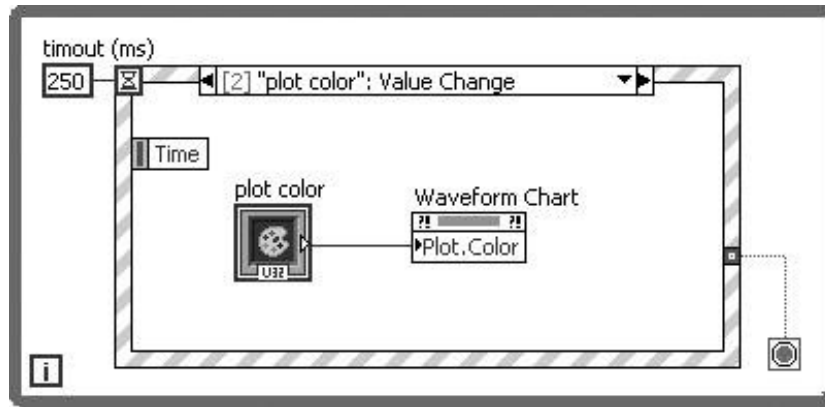 timout (ms)
250
[2] "plot color": Value Change
Time
plot color
Waveform Chart
?! ?!
Plot.Color
U32
i